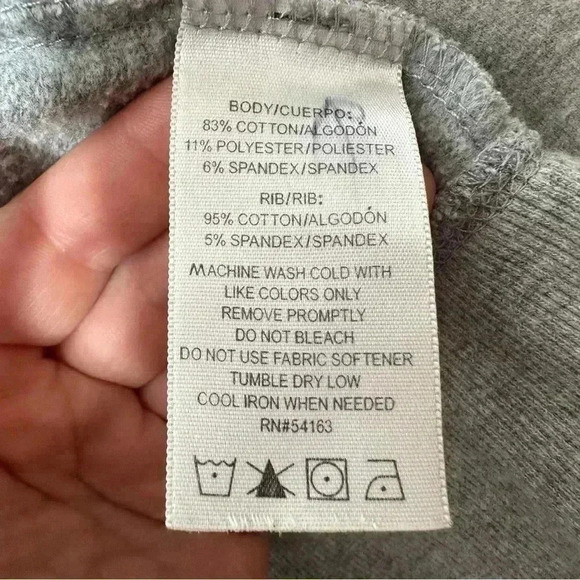 BODY/CUERPO:
83% COTTON/ALGODÓN
11% POLYESTER/POLIESTER
6% SPANDEX/SPANDEX
RIB/RIB:
95% COTTON/ALGODÓN
5% SPANDEX/SPANDEX
MACHINE WASH COLD WITH
LIKE COLORS ONLY
REMOVE PROMPTLY
DO NOT BLEACH
DO NOT USE FABRIC SOFTENER
TUMBLE DRY LOW
COOL IRON WHEN NEEDED
RN#54163